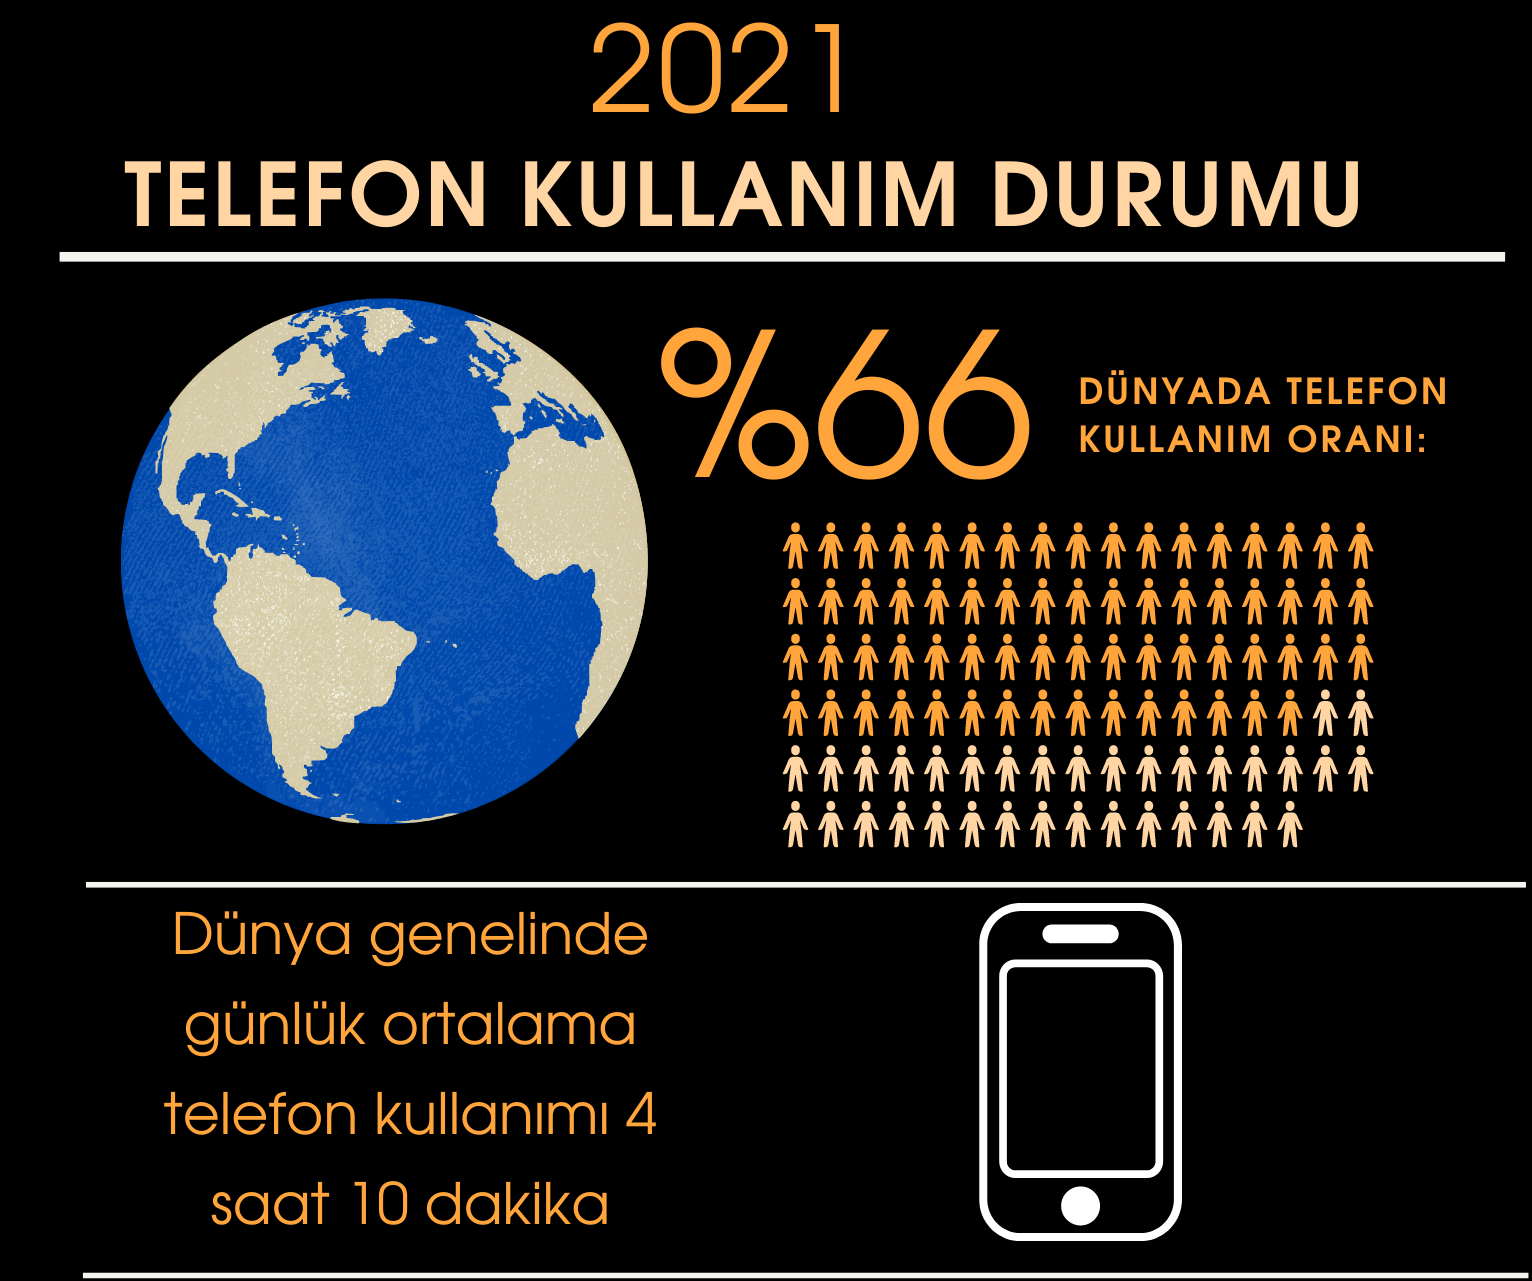 2021
TELEFON KULLANIM DURUMU
%66
DÜNYADA TELEFON
KULLANIM ORANI:
Dünya genelinde
günlük ortalama
telefon kullanımı 4
saat 10 dakika